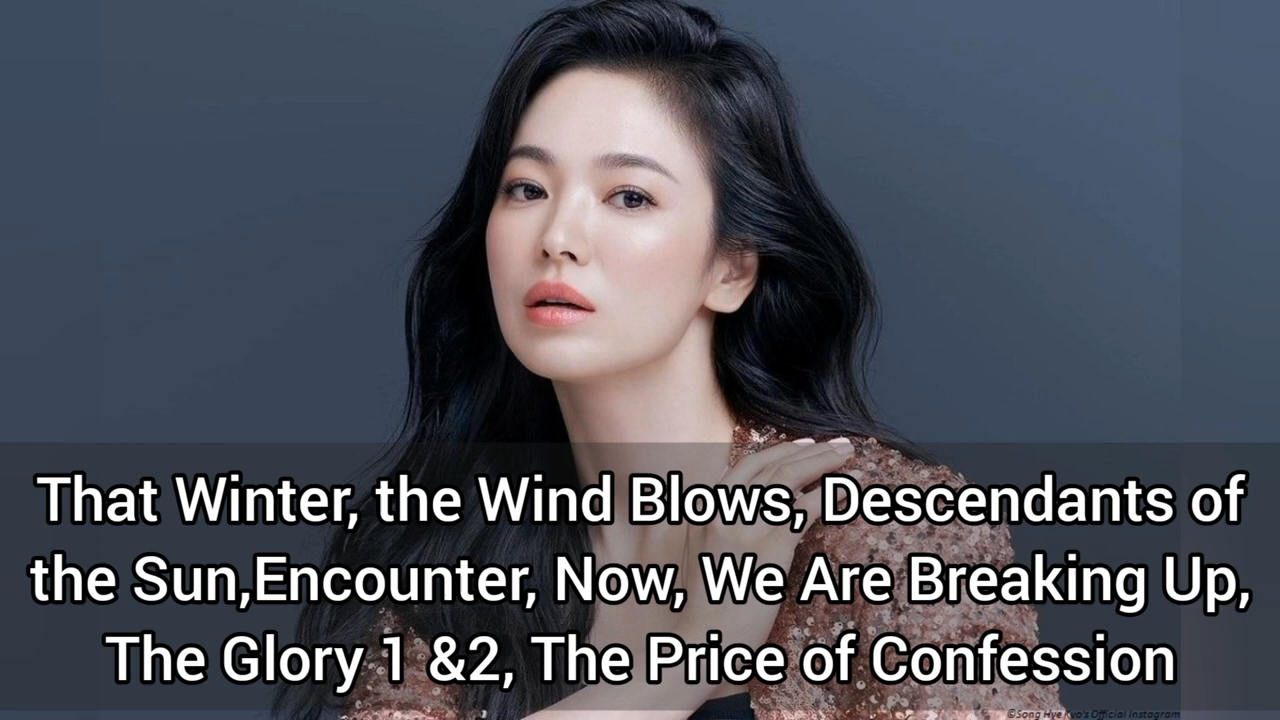 That Winter, the Wind Blows, Descendants of
the Sun,Encounter, Now, We Are Breaking Up,
The Glory 1 &2, The Price of Confession
©Song Hye Kyo's Official Instagram